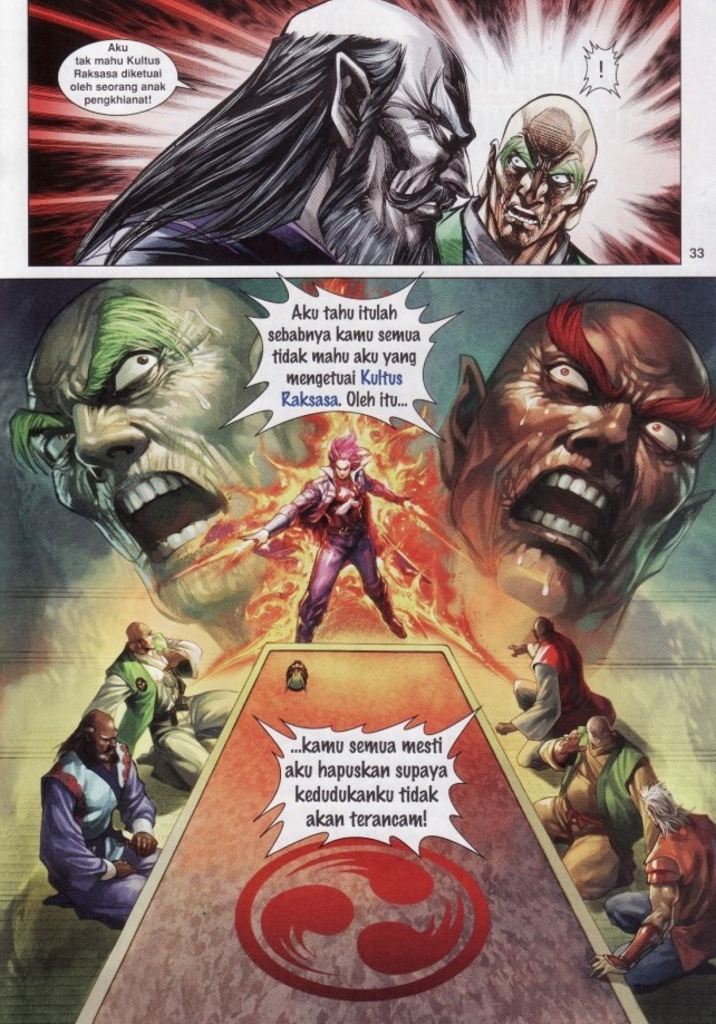 Aku
tak mahu Kultus
Raksasa diketuai
oleh seorang anak
pengkhianat!
!
33
Aku tahu itulah
sebabnya kamu semua
tidak mahu aku yang
mengetuai Kultus
Raksasa. Oleh itu...
...kamu semua mesti
aku hapuskan supaya
kedudukanku tidak
akan terancam!